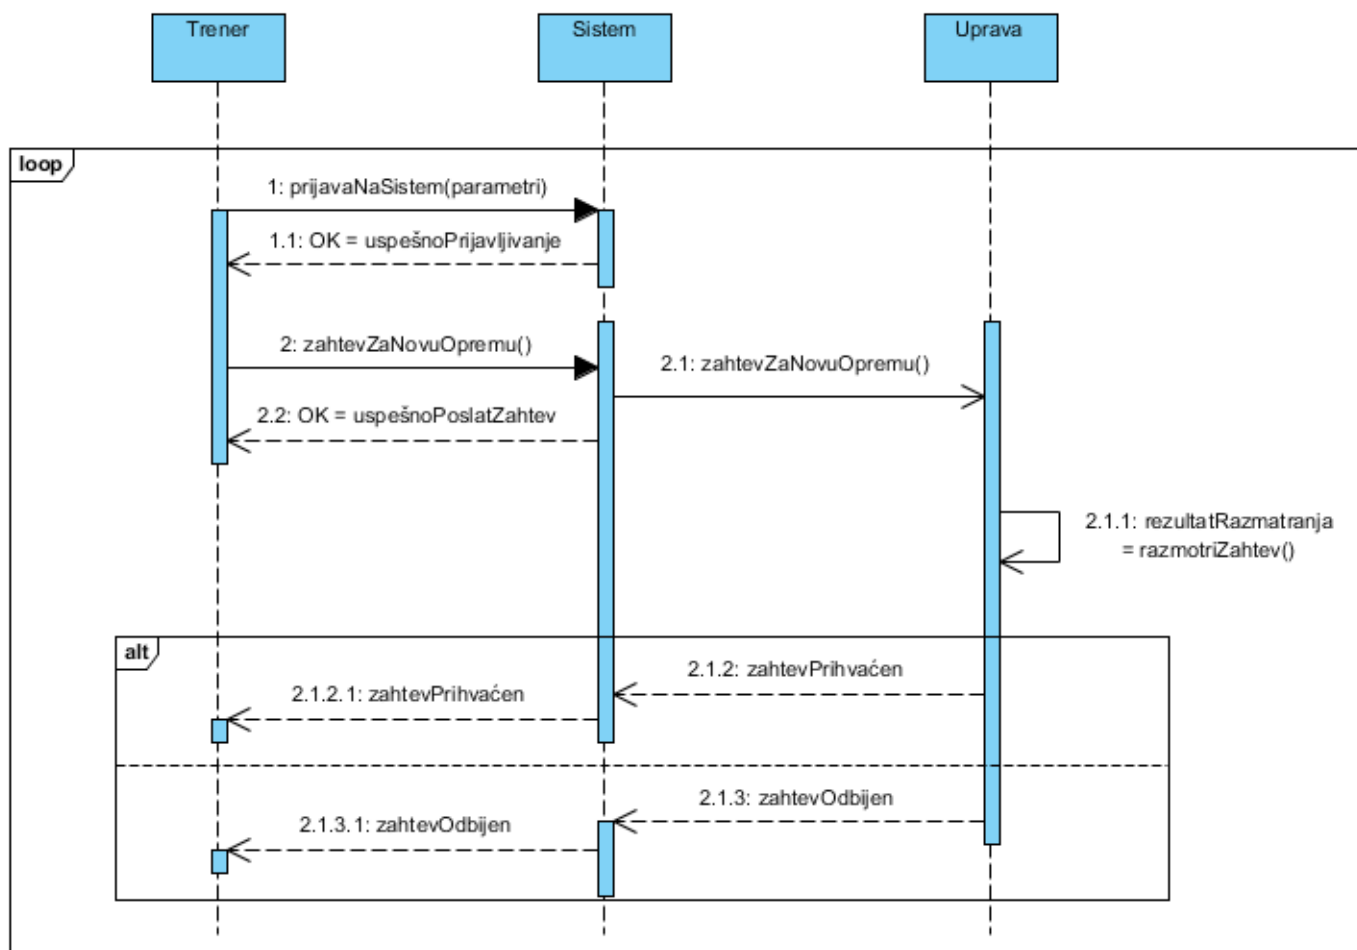 Trener
Sistem
Uprava
loop
1: prijavaNaSistem(parametri)
1.1: OK = uspešnoPrijavljivanje
2: zahtevZaNovuOpremu()
2.1: zahtevZaNovuOpremu()
2.2: OK = uspešnoPoslatZahtev
2.1.1: rezultatRazmatranja
= razmotriZahtev()
alt
2.1.2: zahtevPrihvaćen
2.1.2.1: zahtevPrihvaćen
2.1.3: zahtevOdbijen
2.1.3.1: zahtevOdbijen